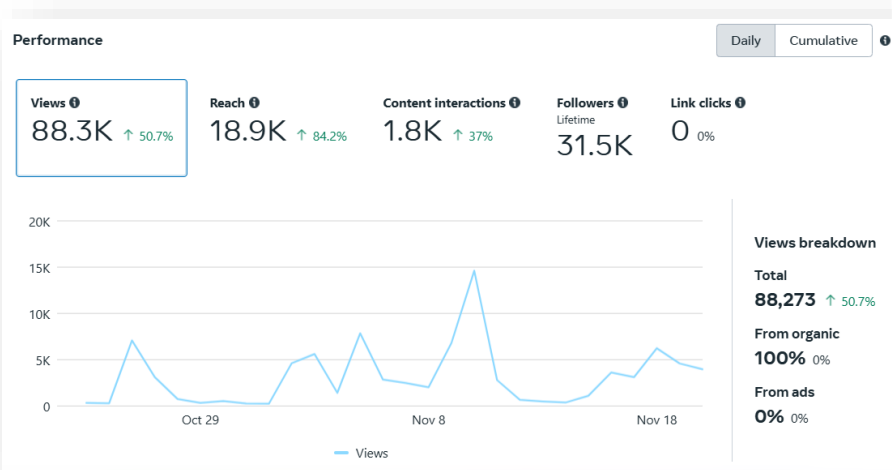 Performance
Daily Cumulative
Views
88.3K ↑ 50.7%
Reach
18.9K ↑ 84.2%
Content interactions
1.8K ↑ 37%
Followers
Lifetime
31.5K
Link clicks
0 0%
20K
15K
10K
5K
0
Oct 29 Nov 8 Nov 18
Views
Views breakdown
Total
88,273 ↑ 50.7%
From organic
100% 0%
From ads
0% 0%